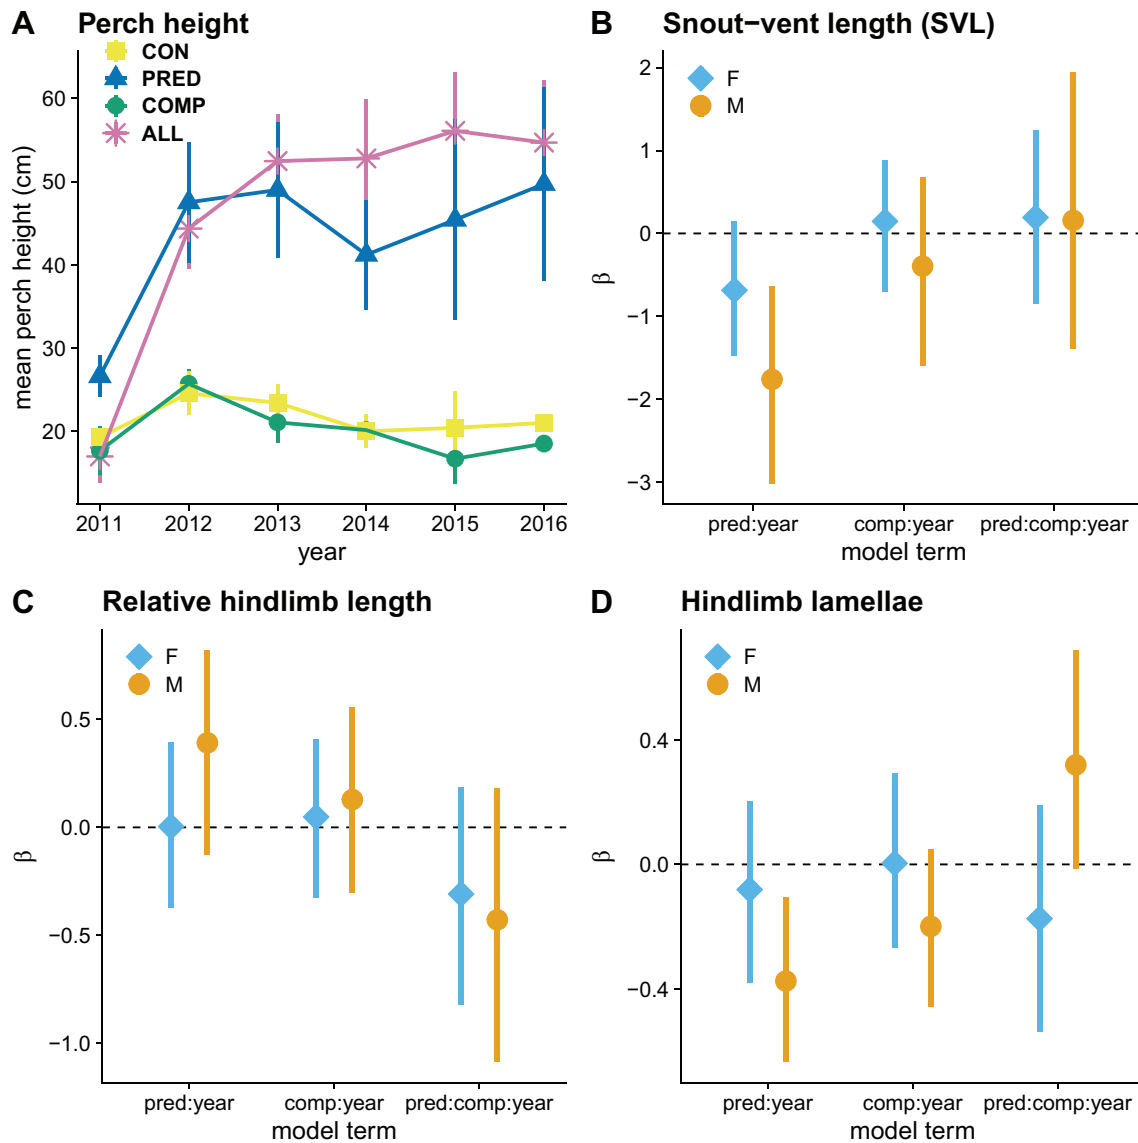 A Perch height
CON
PRED
COMP
ALL
mean perch height (cm)
60
50
40
30
20
2011 2012 2013 2014 2015 2016
year
B Snout−vent length (SVL)
F
M
β
2
1
0
−1
−2
−3
pred:year comp:year pred:comp:year
model term
C Relative hindlimb length
F
M
β
0.5
0.0
−0.5
−1.0
pred:year comp:year pred:comp:year
model term
D Hindlimb lamellae
F
M
β
0.4
0.0
−0.4
pred:year comp:year pred:comp:year
model term